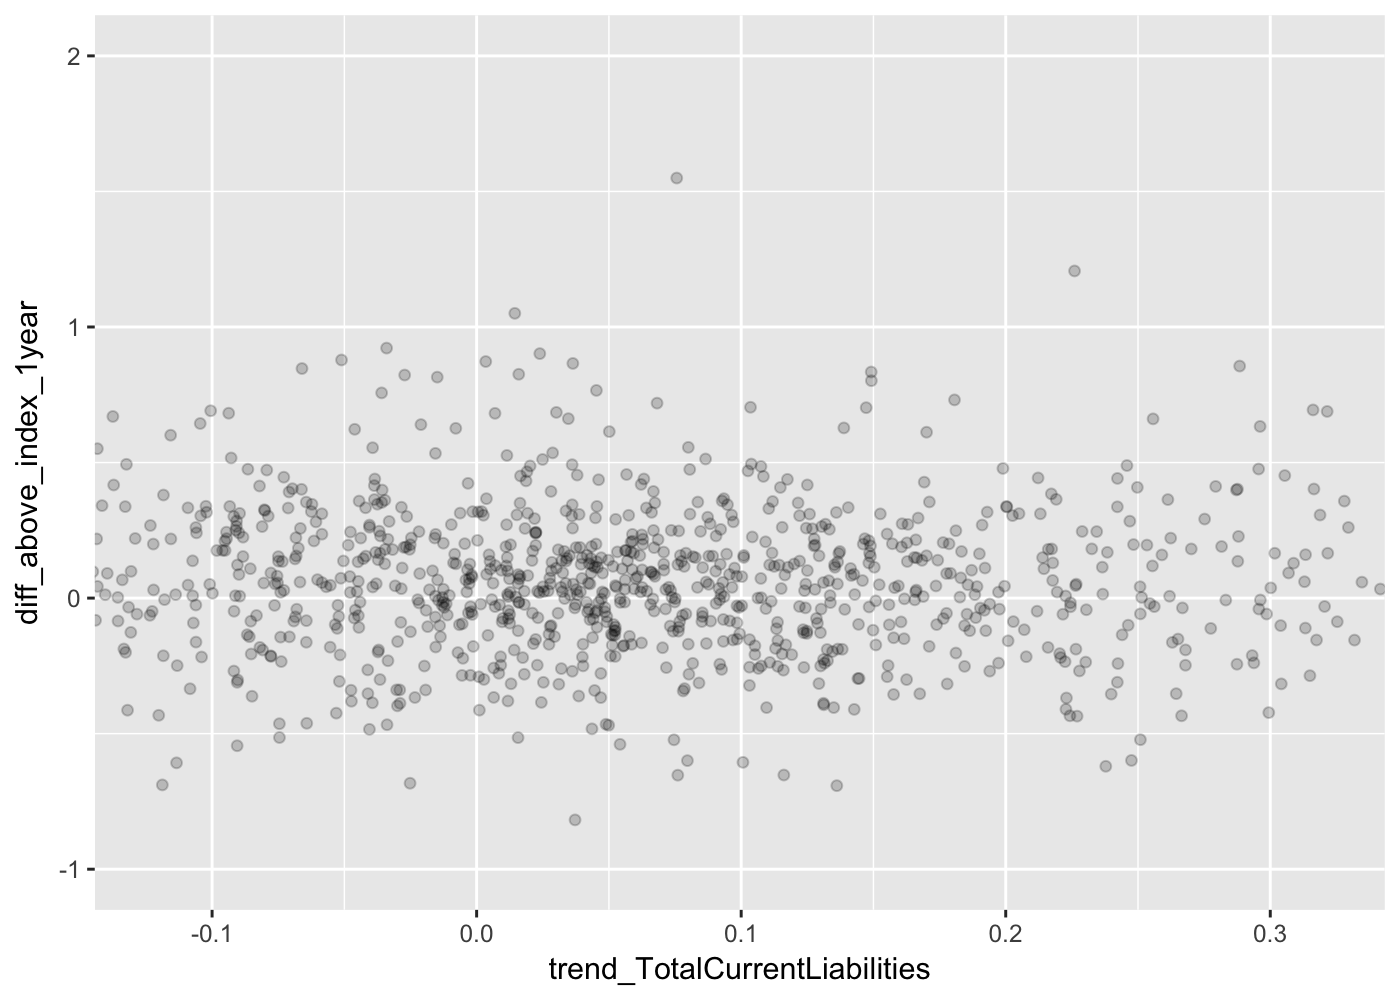 2
1
0
-1
diff_above_index_1year
-0.1 0.0 0.1 0.2 0.3
trend_TotalCurrentLiabilities